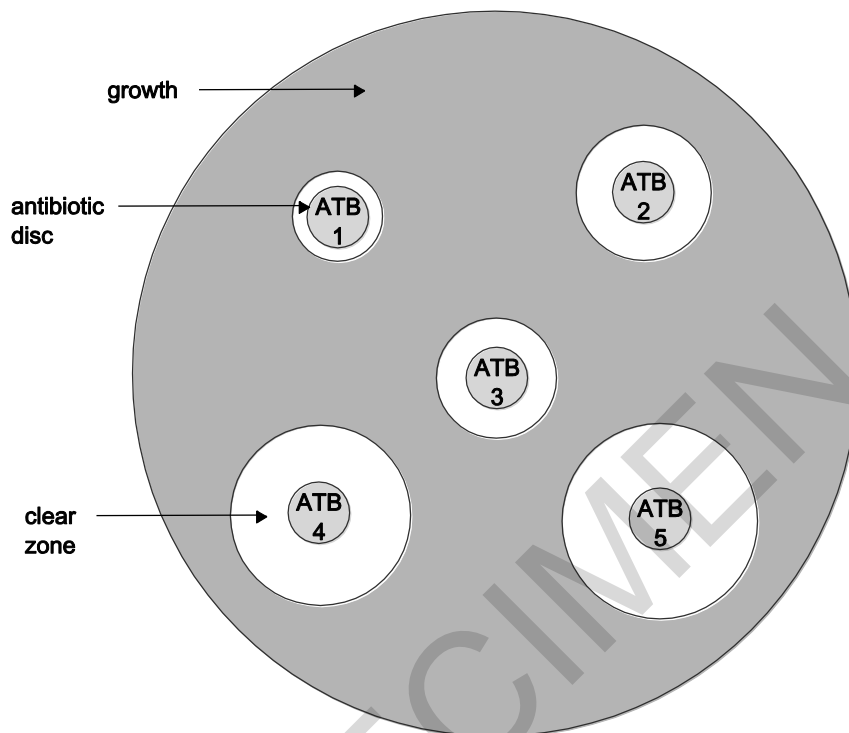 growth
antibiotic
disc
ATB
1
ATB
2
ATB
3
clear
zone
ATB
4
ATB
5
SPECIMEN